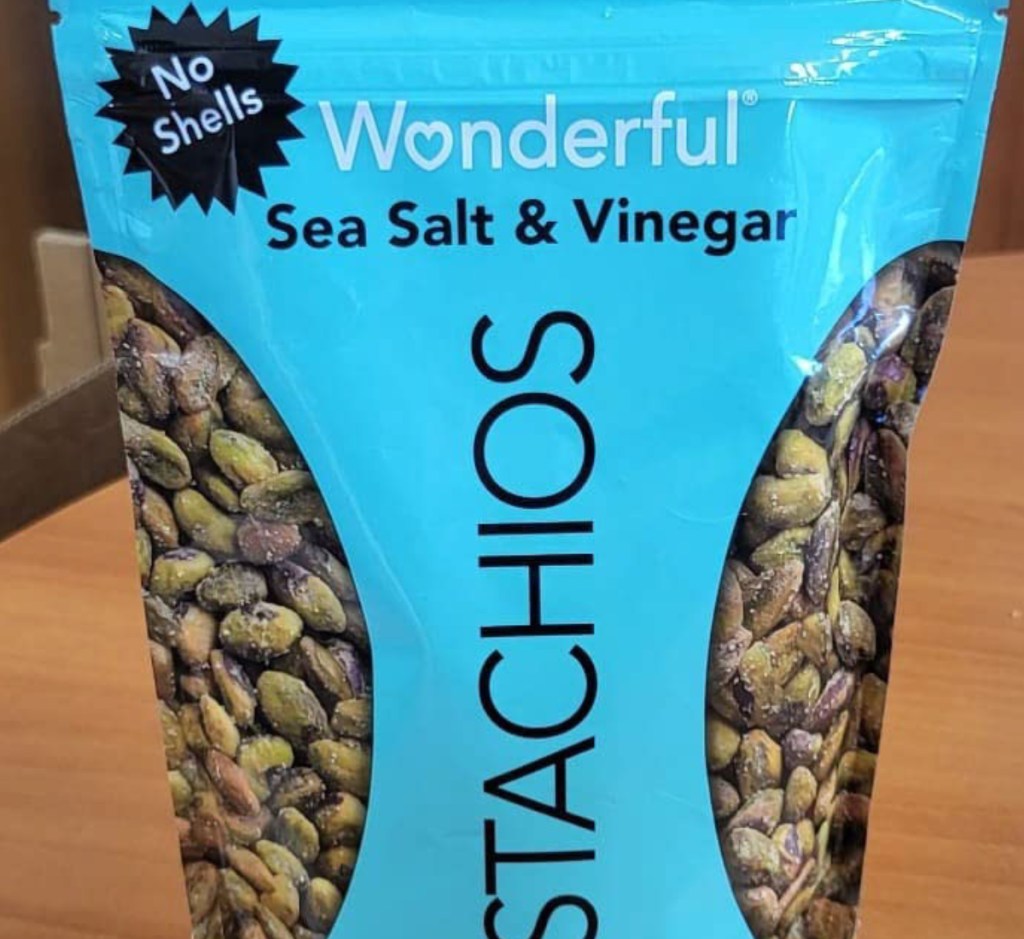 No
Shells
Wonderful®
Sea Salt & Vinegar
STACHIOS